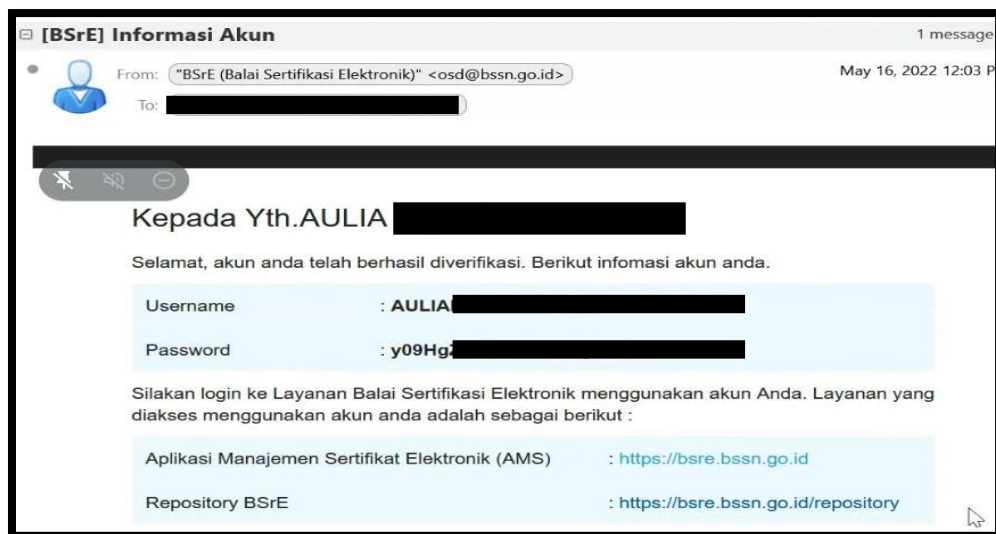 [BSrE] Informasi Akun 1 message
From: "BSrE (Balai Sertifikasi Elektronik)" <osd@bssn.go.id> May 16, 2022 12:03 P
To:
Kepada Yth.AULIA
Selamat, akun anda telah berhasil diverifikasi. Berikut infomasi akun anda.
Username : AULIA
Password : y09Hg
Silakan login ke Layanan Balai Sertifikasi Elektronik menggunakan akun Anda. Layanan yang
diakses menggunakan akun anda adalah sebagai berikut :
Aplikasi Manajemen Sertifikat Elektronik (AMS) : https://bsre.bssn.go.id
Repository BSrE : https://bsre.bssn.go.id/repository